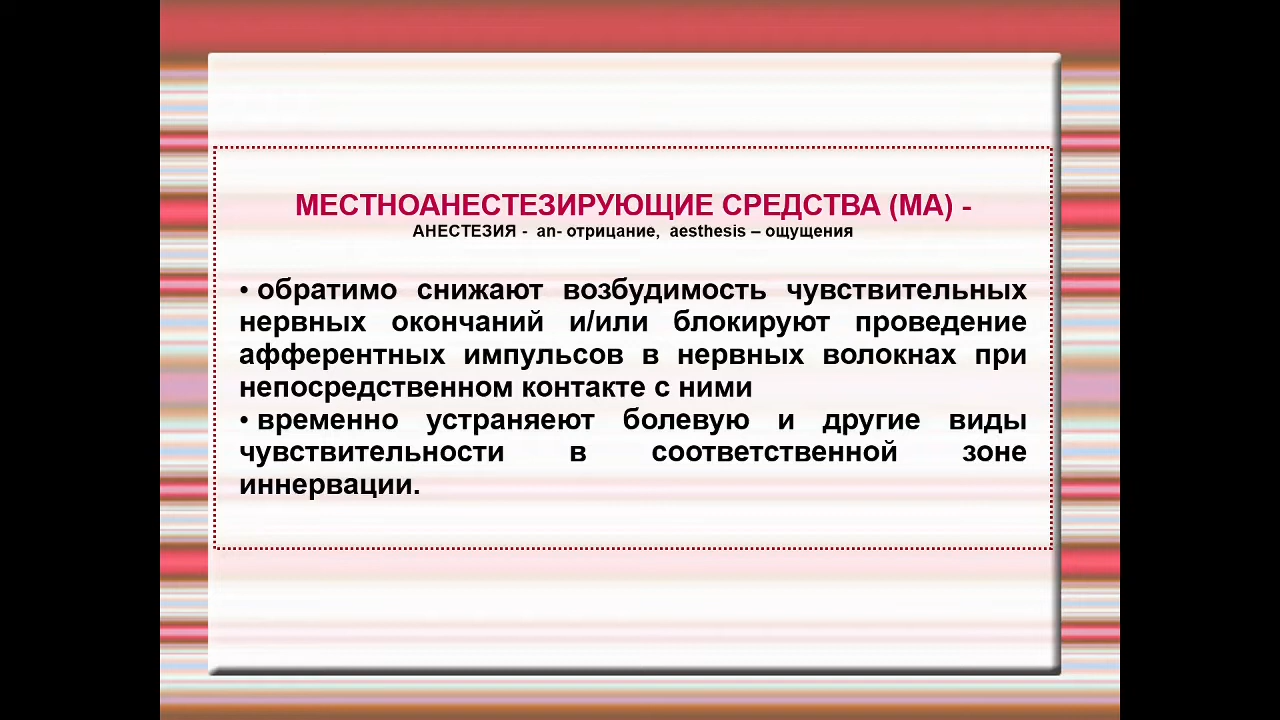 МЕСТНОАНЕСТЕЗИРУЮЩИЕ СРЕДСТВА (МА) -
АНЕСТЕЗИЯ - an- отрицание, aesthesis – ощущения
• обратимо снижают возбудимость чувствительных
нервных окончаний и/или блокируют проведение
афферентных импульсов в нервных волокнах при
непосредственном контакте с ними
• временно устраняеют болевую и другие виды
чувствительности в соответственной зоне
иннервации.